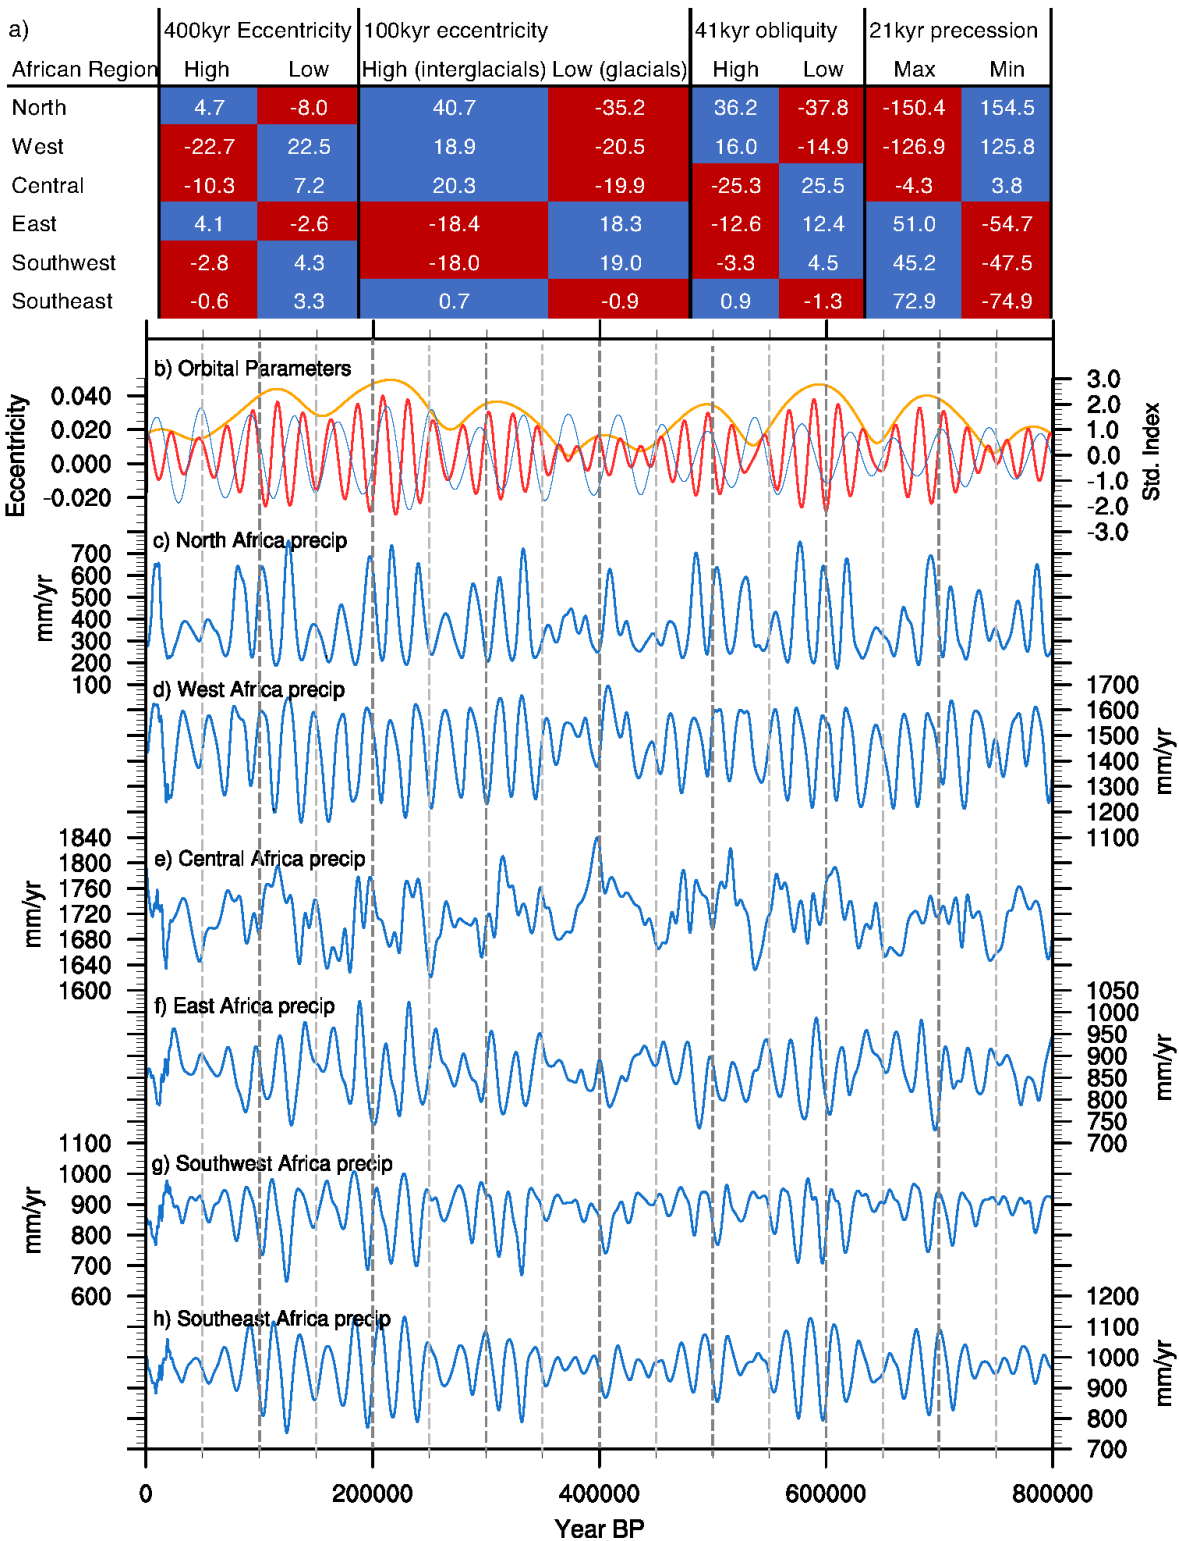 a)
400kyr Eccentricity 100kyr eccentricity 41kyr obliquity 21kyr precession
African Region High Low High (interglacials) Low (glacials) High Low Max Min
North 4.7 -8.0 40.7 -35.2 36.2 -37.8 -150.4 154.5
West -22.7 22.5 18.9 -20.5 16.0 -14.9 -126.9 125.8
Central -10.3 7.2 20.3 -19.9 -25.3 25.5 -4.3 3.8
East 4.1 -2.6 -18.4 18.3 -12.6 12.4 51.0 -54.7
Southwest -2.8 4.3 -18.0 19.0 -3.3 4.5 45.2 -47.5
Southeast -0.6 3.3 0.7 -0.9 0.9 -1.3 72.9 -74.9
b) Orbital Parameters
Eccentricity
0.040
0.020
0.000
-0.020
3.0
2.0
1.0
0.0
-1.0
-2.0
-3.0
Std. Index
c) North Africa precip
mm/yr
700
600
500
400
300
200
100
d) West Africa precip
1700
1600
1500
1400
1300
1200
1100
mm/yr
e) Central Africa precip
mm/yr
1840
1800
1760
1720
1680
1640
1600
f) East Africa precip
1050
1000
950
900
850
800
750
700
mm/yr
g) Southwest Africa precip
mm/yr
1100
1000
900
800
700
600
h) Southeast Africa precip
1200
1100
1000
900
800
700
mm/yr
0 200000 400000 600000 800000
Year BP